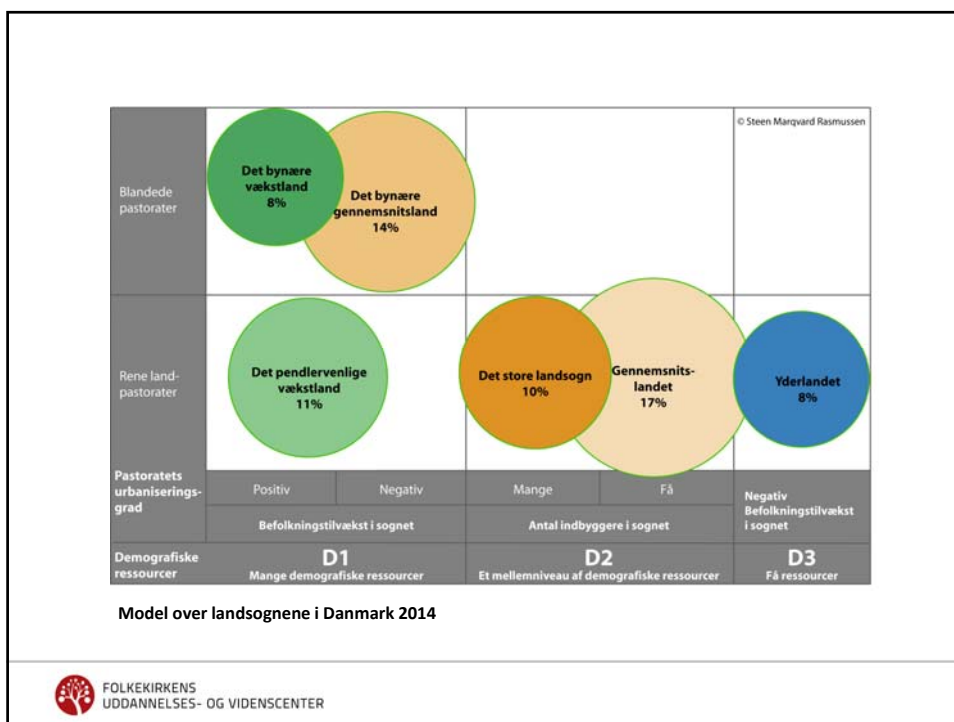 © Steen Marqvard Rasmussen
Blandede
pastorater
Det bynære
vækstland
8%
Det bynære
gennemsnitsland
14%
Rene land-
pastorater
Det pendlervenlige
vækstland
11%
Det store landsogn
10%
Gennemsnits-
landet
17%
Yderlandet
8%
Pastoratets
urbaniserings-
grad
Positiv
Negativ
Befolkningstilvækst i sognet
Mange
Få
Antal indbyggere i sognet
Negativ
Befolkningstilvækst
i sognet
Demografiske
ressourcer
D1
Mange demografiske ressourcer
D2
Et mellemniveau af demografiske ressourcer
D3
Få ressourcer
Model over landsognene i Danmark 2014
FOLKEKIRKENS
UDDANNELSES- OG VIDENSCENTER